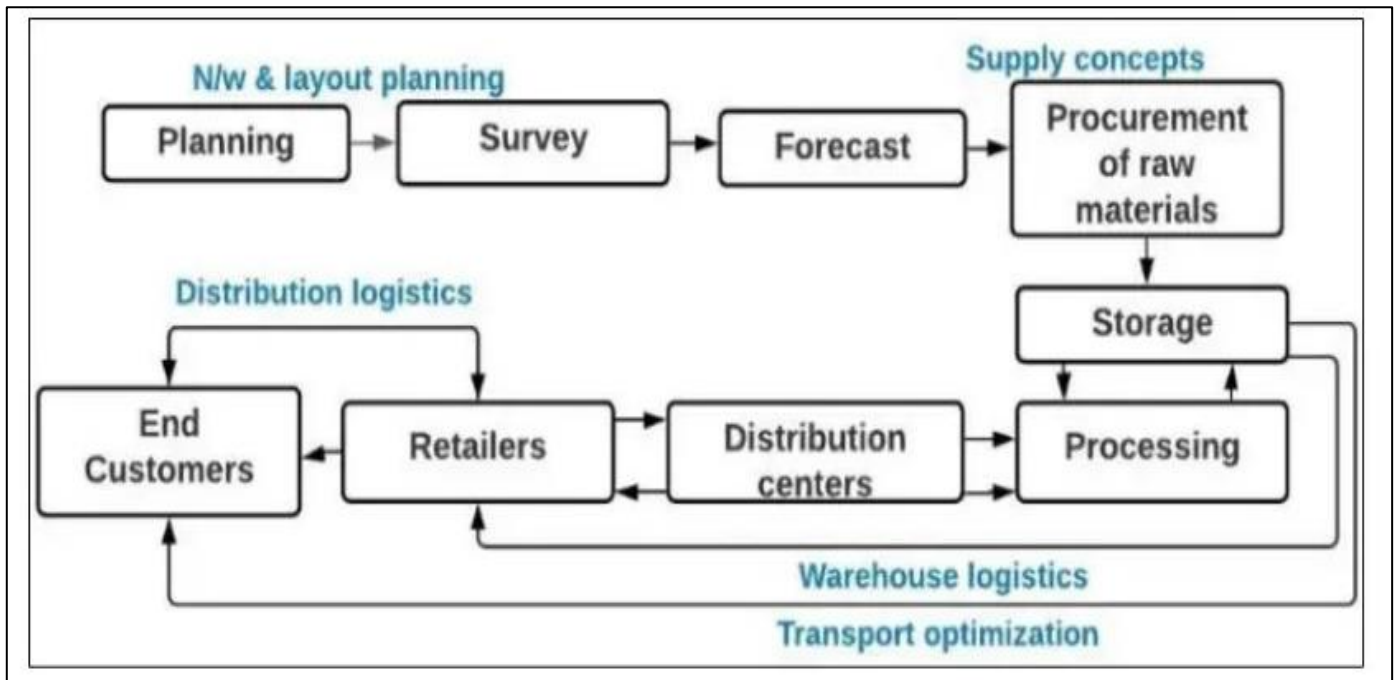 N/w & layout planning
Supply concepts
Planning
Survey
Forecast
Procurement
of raw
materials
Distribution logistics
Storage
End
Customers
Retailers
Distribution
centers
Processing
Warehouse logistics
Transport optimization